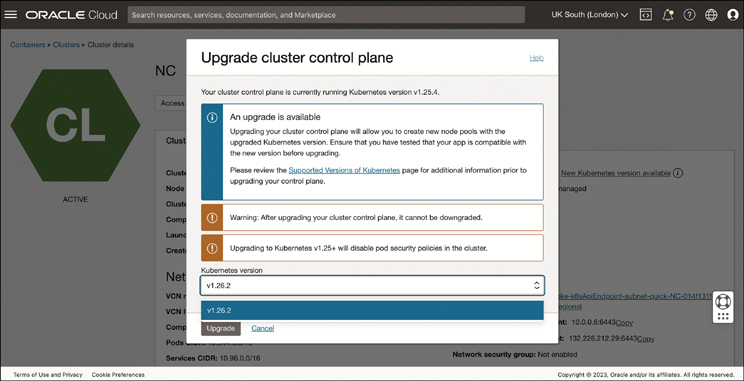 ORACLE Cloud
Search resources, services, documentation, and Marketplace
UK South (London)
Containers > Clusters > Cluster details
NC
Access
CL
ACTIVE
Upgrade cluster control plane
Help
Your cluster control plane is currently running Kubernetes version v1.25.4.
An upgrade is available
Upgrading your cluster control plane will allow you to create new node pools with the
upgraded Kubernetes version. Ensure that you have tested that your app is compatible with
the new version before upgrading.
Please review the Supported Versions of Kubernetes page for additional information prior to
upgrading your control plane.
Warning: After upgrading your cluster control plane, it cannot be downgraded.
Upgrading to Kubernetes v1.25+ will disable pod security policies in the cluster.
Kubernetes version
v1.26.2
v1.26.2
Upgrade
Cancel
Clust
Cluste
New Kubernetes version available
Node
managed
Cluste
Comp
Launc
Create
Net
VCN n
ke-k8sApiEndpoint-subnet-quick-NC-014f131f
VCN I
egional
Comp
nt: 10.0.0.6:6443 Copy
Pods
t: 132.226.212.29:6443 Copy
Services CIDR: 10.96.0.0/16
Network security group: Not enabled
Terms of Use and Privacy
Cookie Preferences
Copyright © 2023, Oracle and/or its affiliates. All rights reserved.